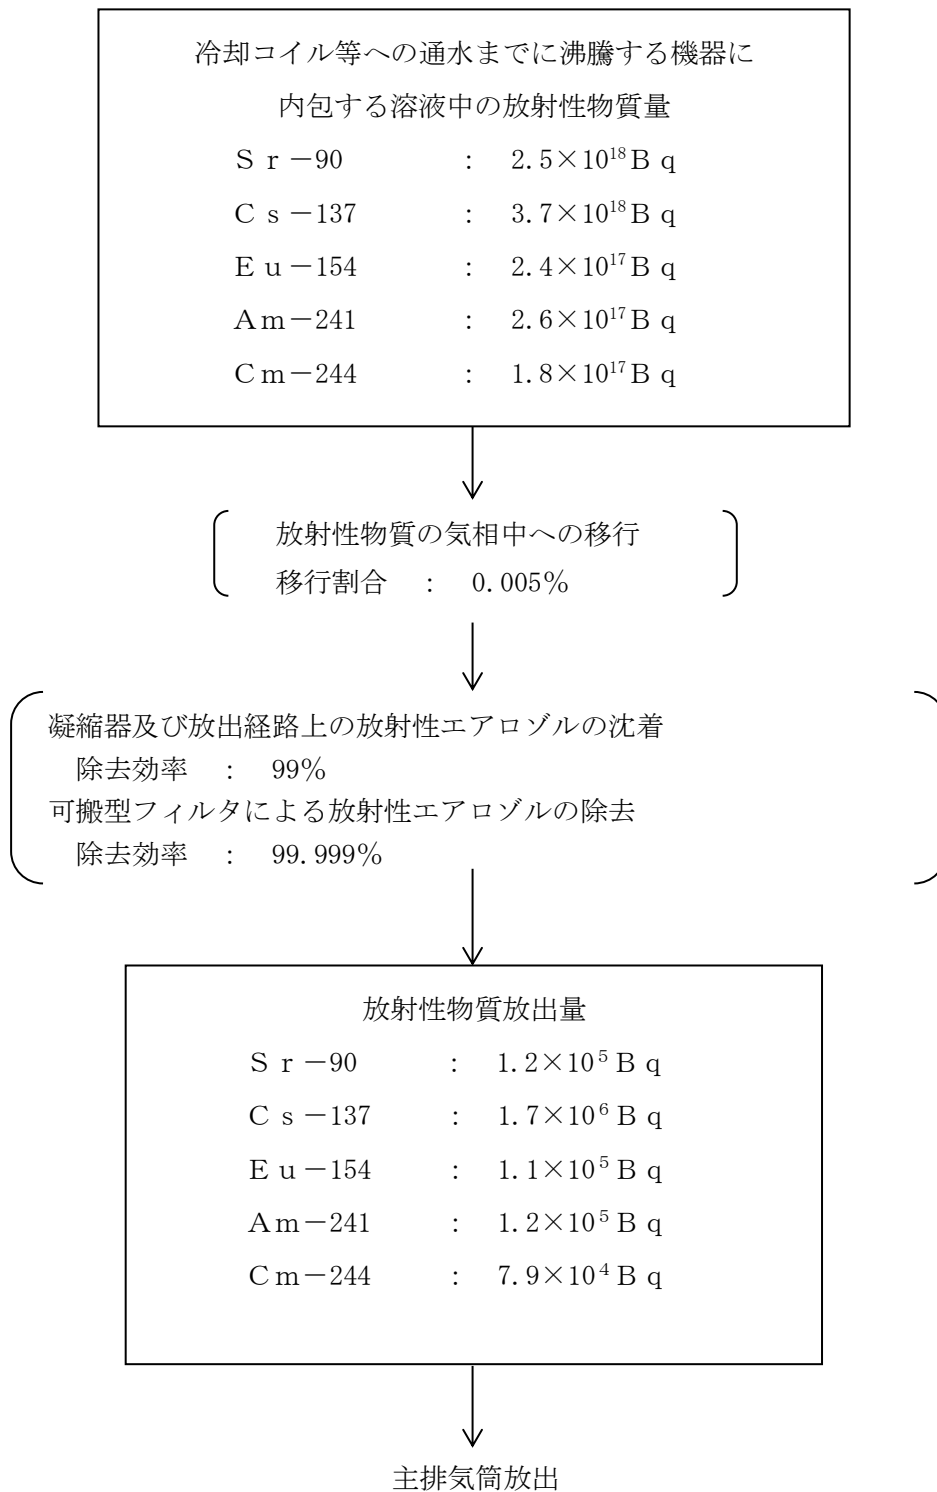 冷却コイル等への通水までに沸騰する機器に
内包する溶液中の放射性物質量
Ｓｒ－90 ： 2.5×10¹⁸Ｂｑ
Ｃｓ－137 ： 3.7×10¹⁸Ｂｑ
Ｅｕ－154 ： 2.4×10¹⁷Ｂｑ
Ａｍ－241 ： 2.6×10¹⁷Ｂｑ
Ｃｍ－244 ： 1.8×10¹⁷Ｂｑ
放射性物質の気相中への移行
移行割合 ： 0.005％
凝縮器及び放出経路上の放射性エアロゾルの沈着
除去効率 ： 99％
可搬型フィルタによる放射性エアロゾルの除去
除去効率 ： 99.999％
放射性物質放出量
Ｓｒ－90 ： 1.2×10⁵Ｂｑ
Ｃｓ－137 ： 1.7×10⁶Ｂｑ
Ｅｕ－154 ： 1.1×10⁵Ｂｑ
Ａｍ－241 ： 1.2×10⁵Ｂｑ
Ｃｍ－244 ： 7.9×10⁴Ｂｑ
主排気筒放出